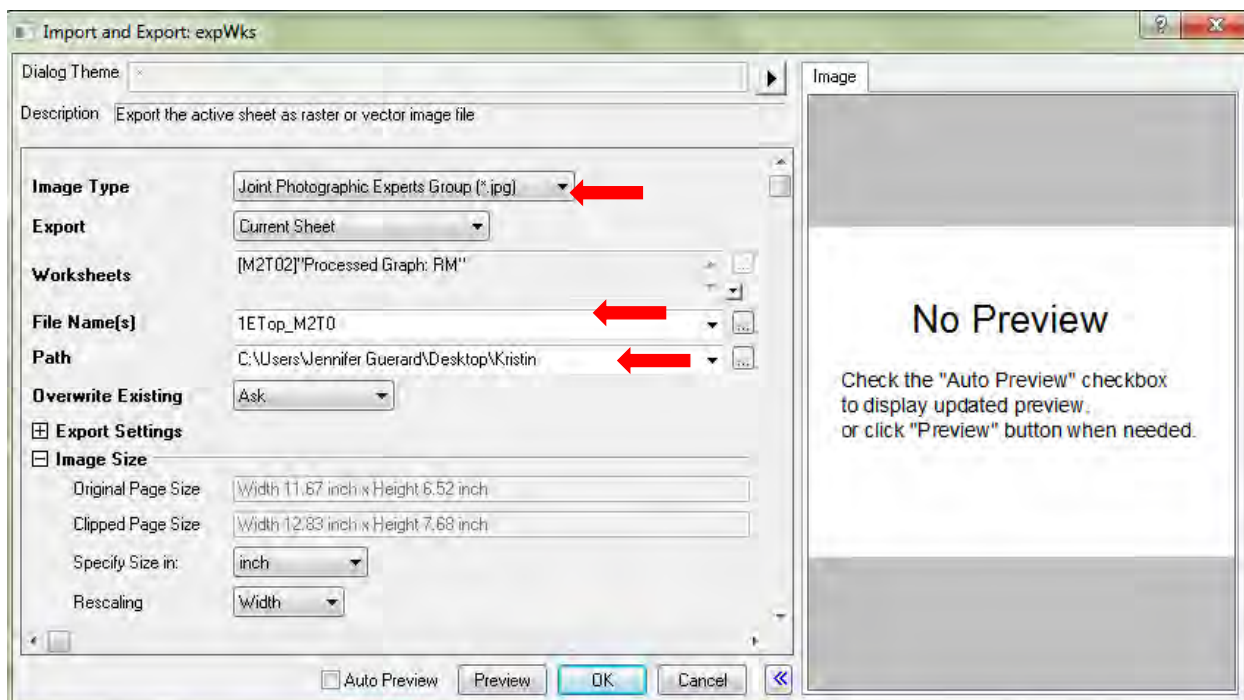 Import and Export: expWks
Dialog Theme *
Description Export the active sheet as raster or vector image file
Image
Image Type Joint Photographic Experts Group (*.jpg)
Export Current Sheet
Worksheets [M2T02]"Processed Graph: RM"
File Name(s) 1ETop_M2T0
Path C:\Users\Jennifer Guerard\Desktop\Kristin
Overwrite Existing Ask
Export Settings
Image Size
Original Page Size Width 11.67 inch x Height 6.52 inch
Clipped Page Size Width 12.83 inch x Height 7.68 inch
Specify Size in: inch
Rescaling Width
No Preview
Check the "Auto Preview" checkbox
to display updated preview.
or click "Preview" button when needed.
Auto Preview Preview OK Cancel